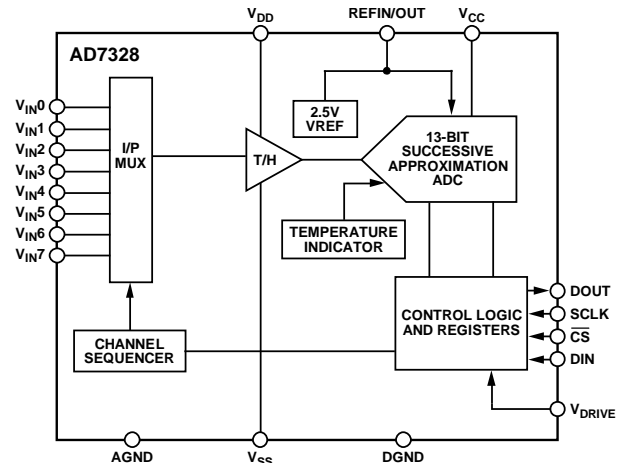 VDD
REFIN/OUT
VCC
AD7328
VIN0
VIN1
VIN2
VIN3
VIN4
VIN5
VIN6
VIN7
I/P
MUX
T/H
2.5V
VREF
13-BIT
SUCCESSIVE
APPROXIMATION
ADC
TEMPERATURE
INDICATOR
CONTROL LOGIC
AND REGISTERS
CHANNEL
SEQUENCER
DOUT
SCLK
CS
DIN
VDRIVE
AGND
VSS
DGND